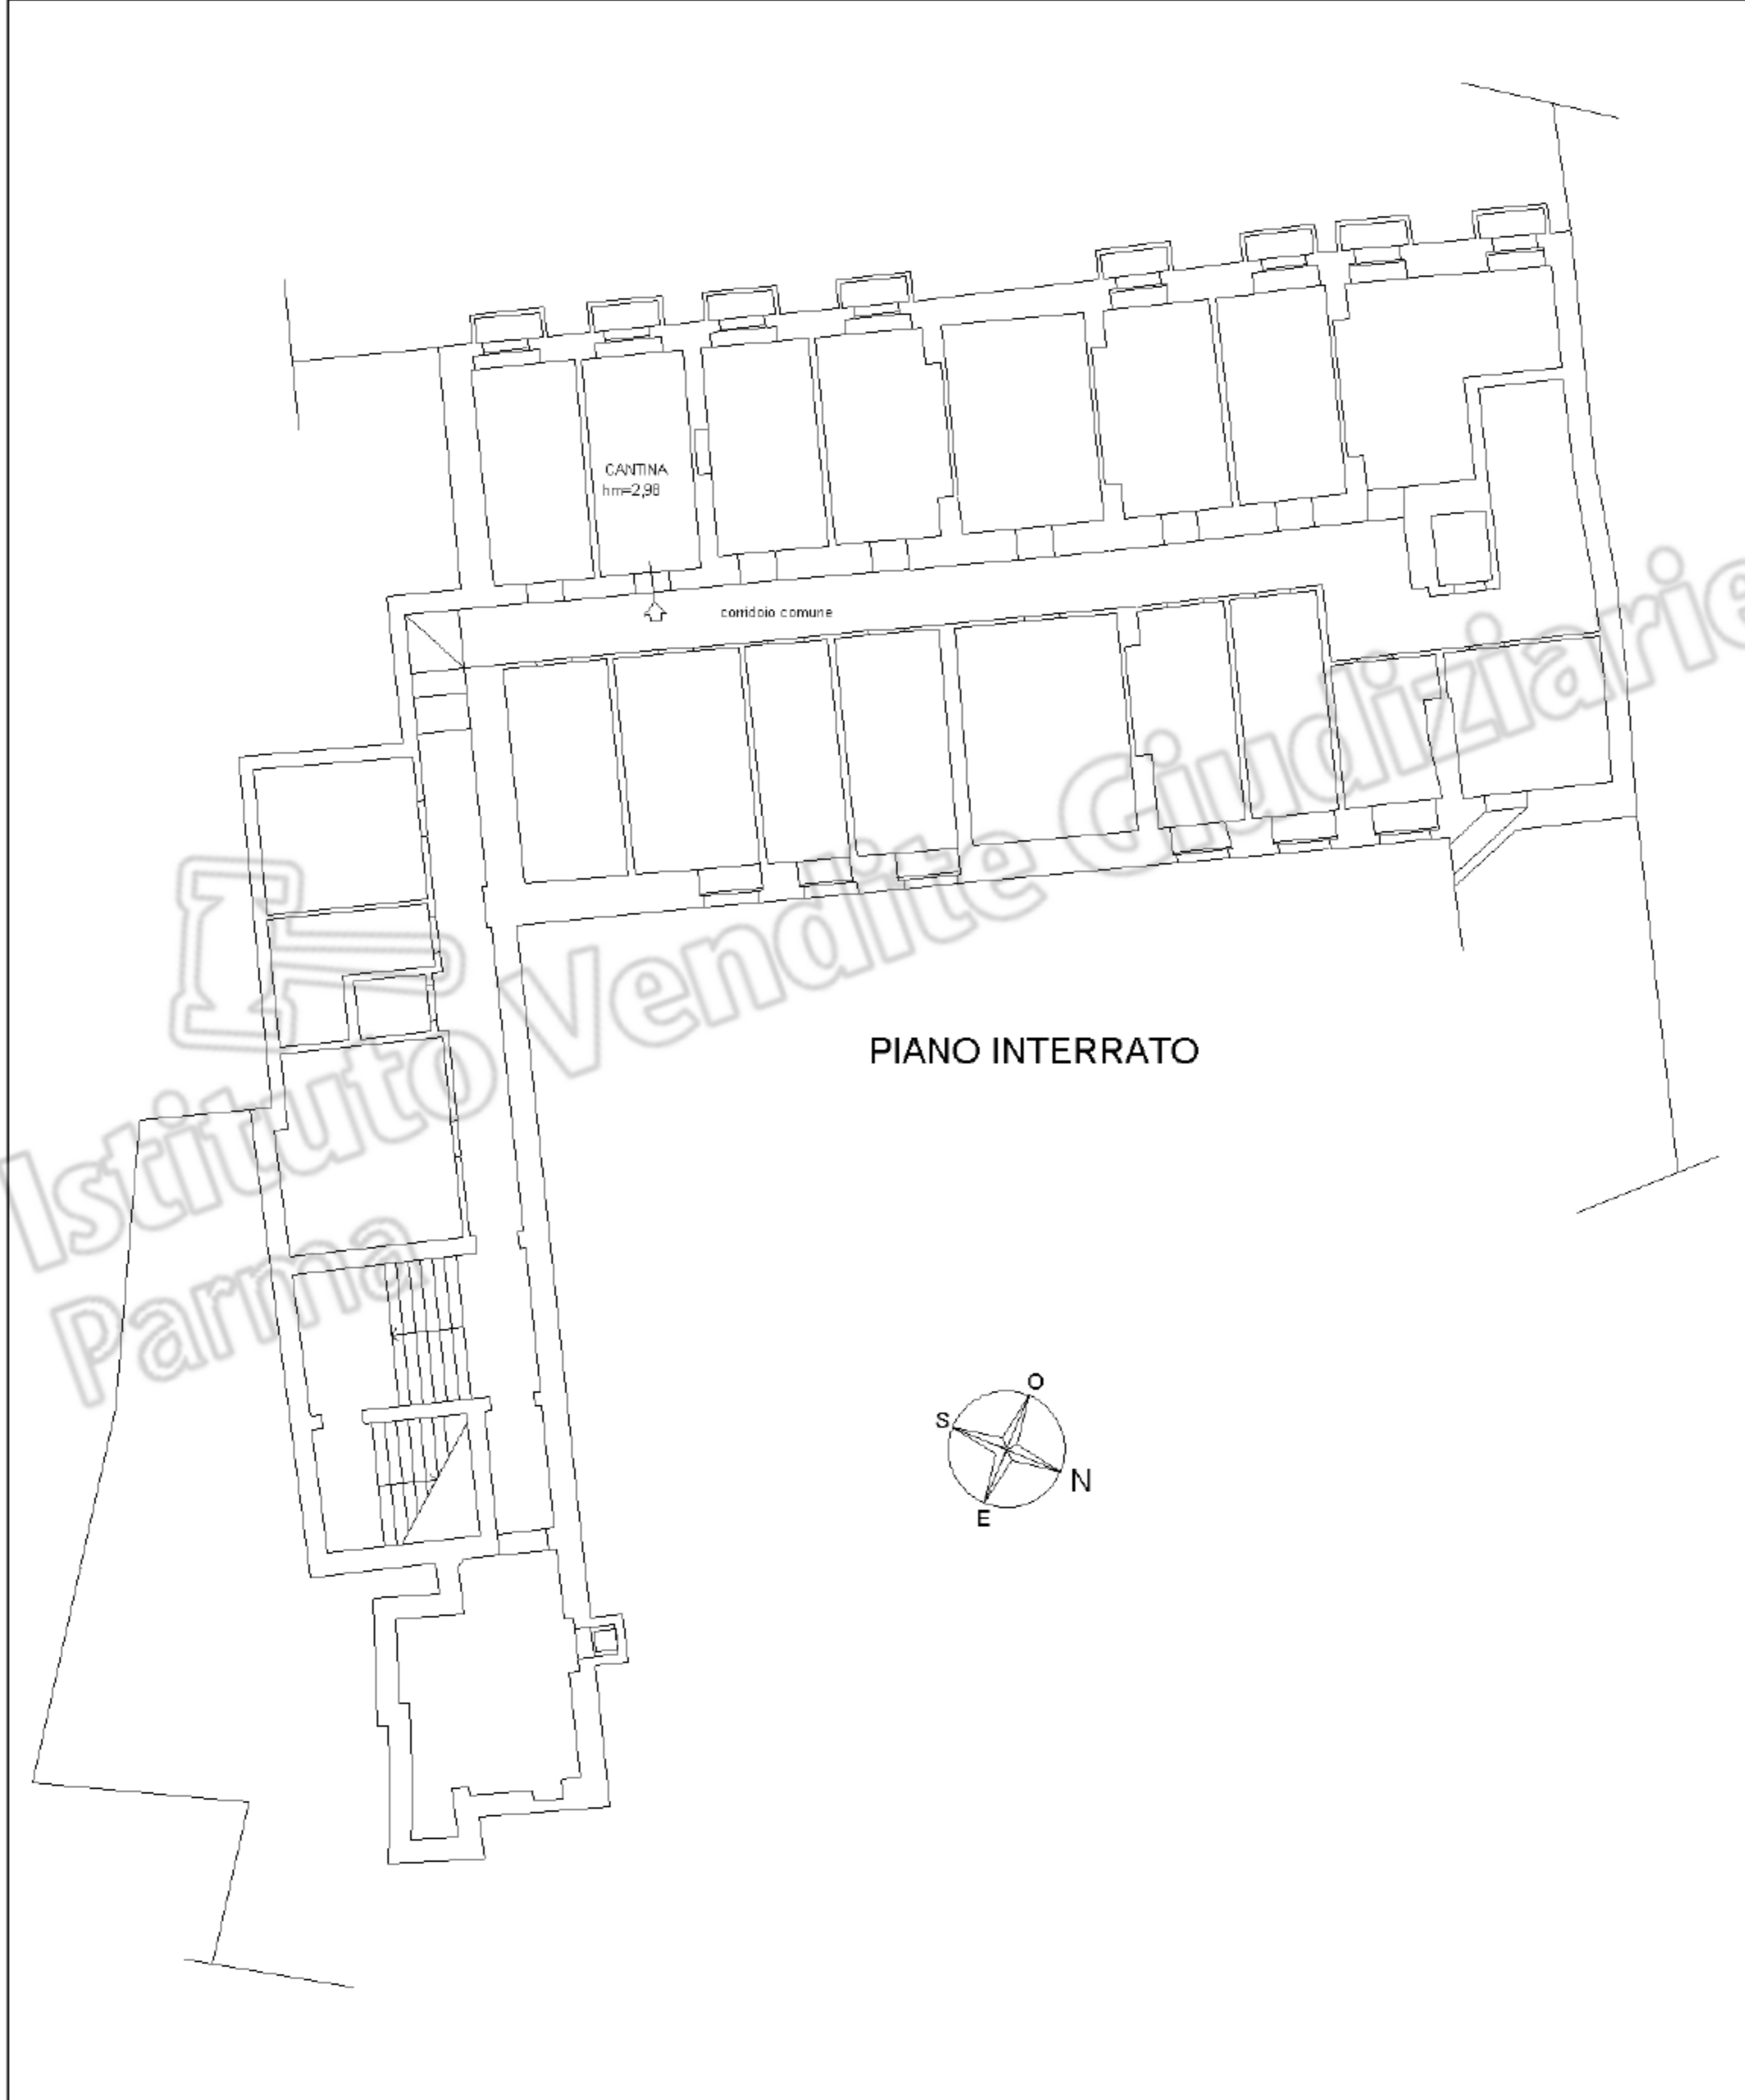 CANTINA
hm=2,98
corridoio comune
Istituto Vendite Giudiziarie
Parma
PIANO INTERRATO
O
S
N
E